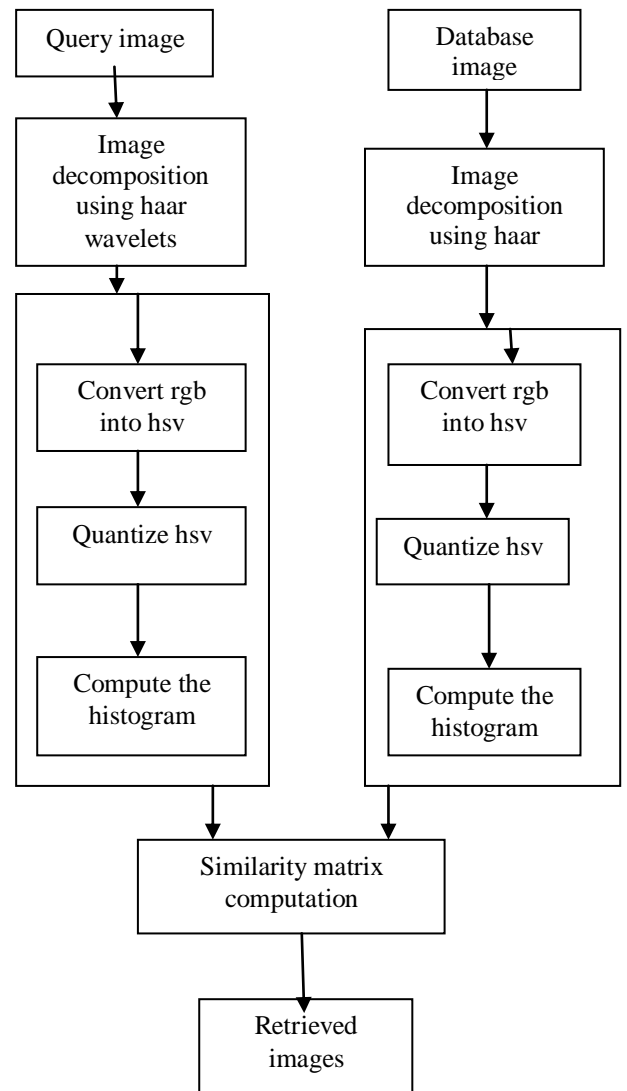 Query image
Image
decomposition
using haar
wavelets
Convert rgb
into hsv
Quantize hsv
Compute the
histogram
Database
image
Image
decomposition
using haar
Convert rgb
into hsv
Quantize hsv
Compute the
histogram
Similarity matrix
computation
Retrieved
images